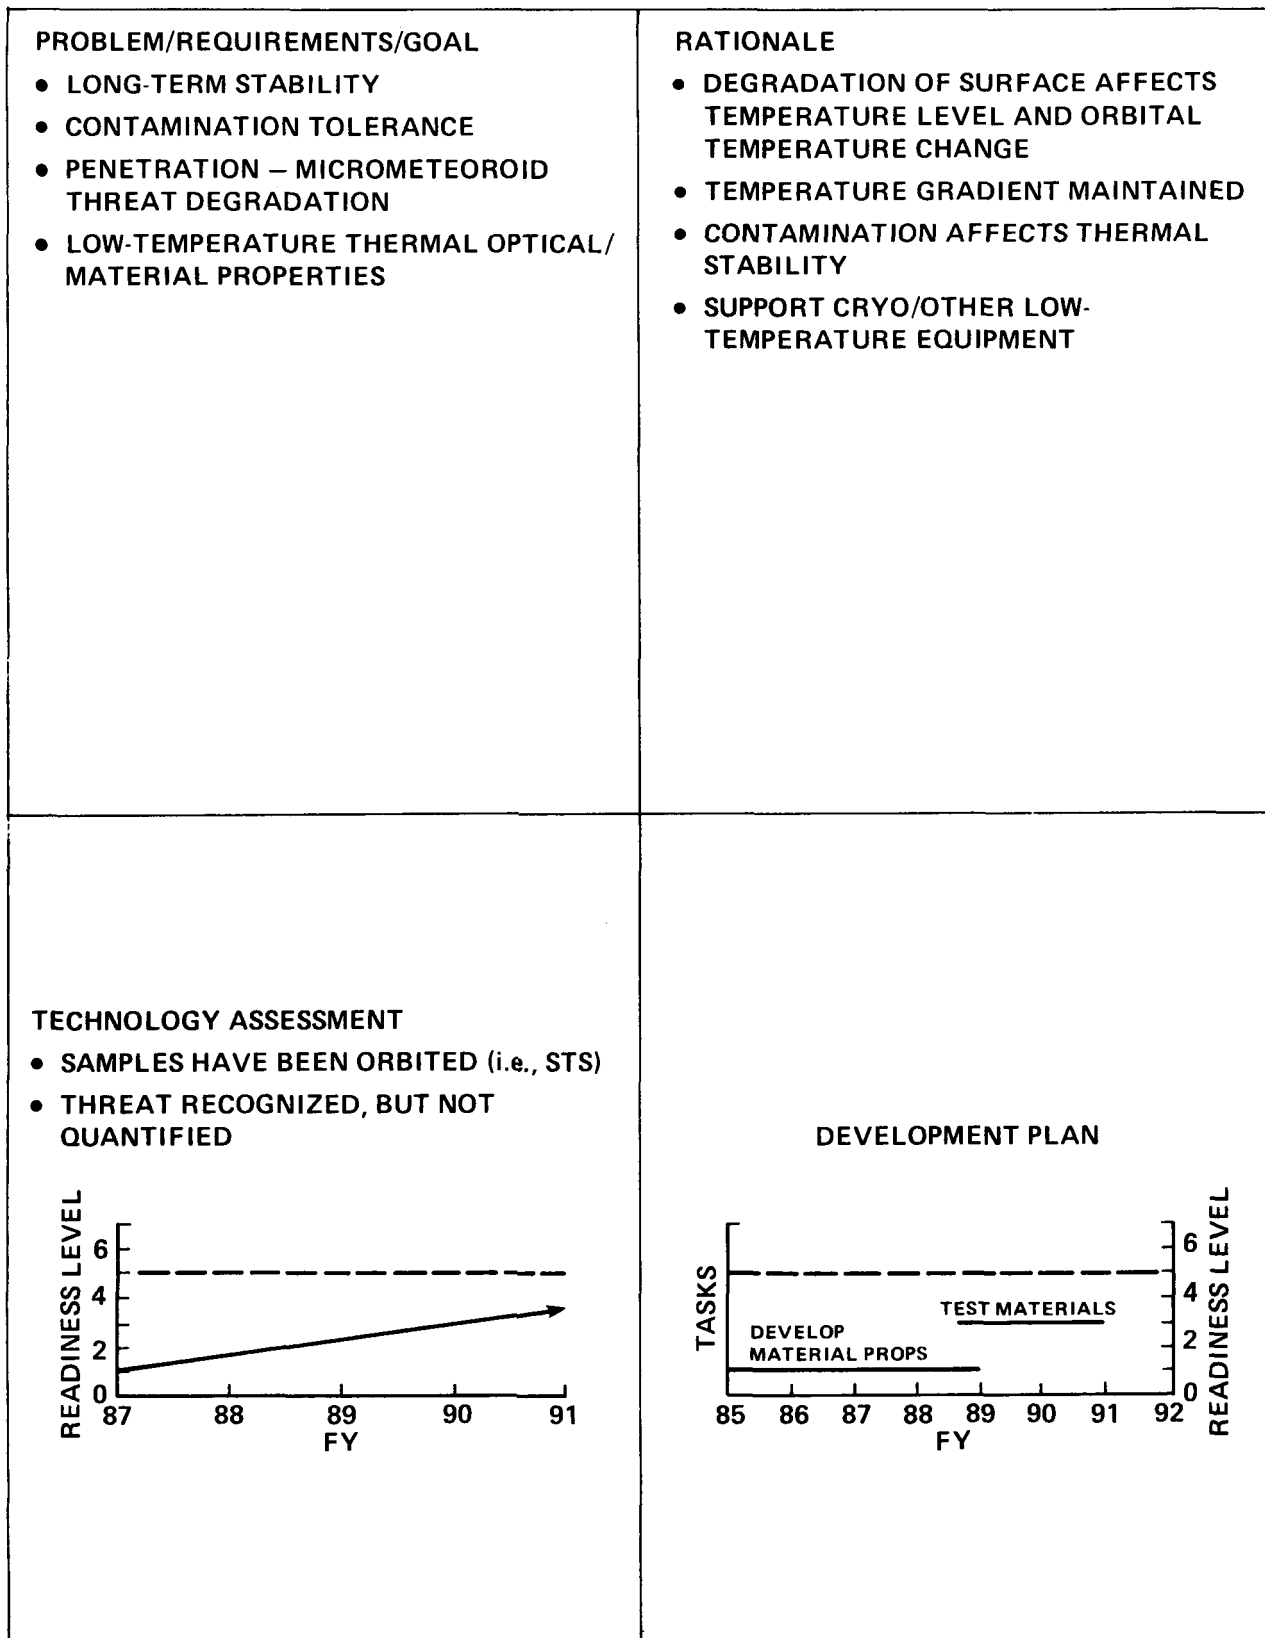 PROBLEM/REQUIREMENTS/GOAL
• LONG-TERM STABILITY
• CONTAMINATION TOLERANCE
• PENETRATION – MICROMETEOROID
THREAT DEGRADATION
• LOW-TEMPERATURE THERMAL OPTICAL/
MATERIAL PROPERTIES
RATIONALE
• DEGRADATION OF SURFACE AFFECTS
TEMPERATURE LEVEL AND ORBITAL
TEMPERATURE CHANGE
• TEMPERATURE GRADIENT MAINTAINED
• CONTAMINATION AFFECTS THERMAL
STABILITY
• SUPPORT CRYO/OTHER LOW-
TEMPERATURE EQUIPMENT
TECHNOLOGY ASSESSMENT
• SAMPLES HAVE BEEN ORBITED (i.e., STS)
• THREAT RECOGNIZED, BUT NOT
QUANTIFIED
READINESS LEVEL
6
4
2
0
87 88 89 90 91
FY
DEVELOPMENT PLAN
TASKS
TEST MATERIALS
DEVELOP
MATERIAL PROPS
6
4
2
0
READINESS LEVEL
85 86 87 88 89 90 91 92
FY